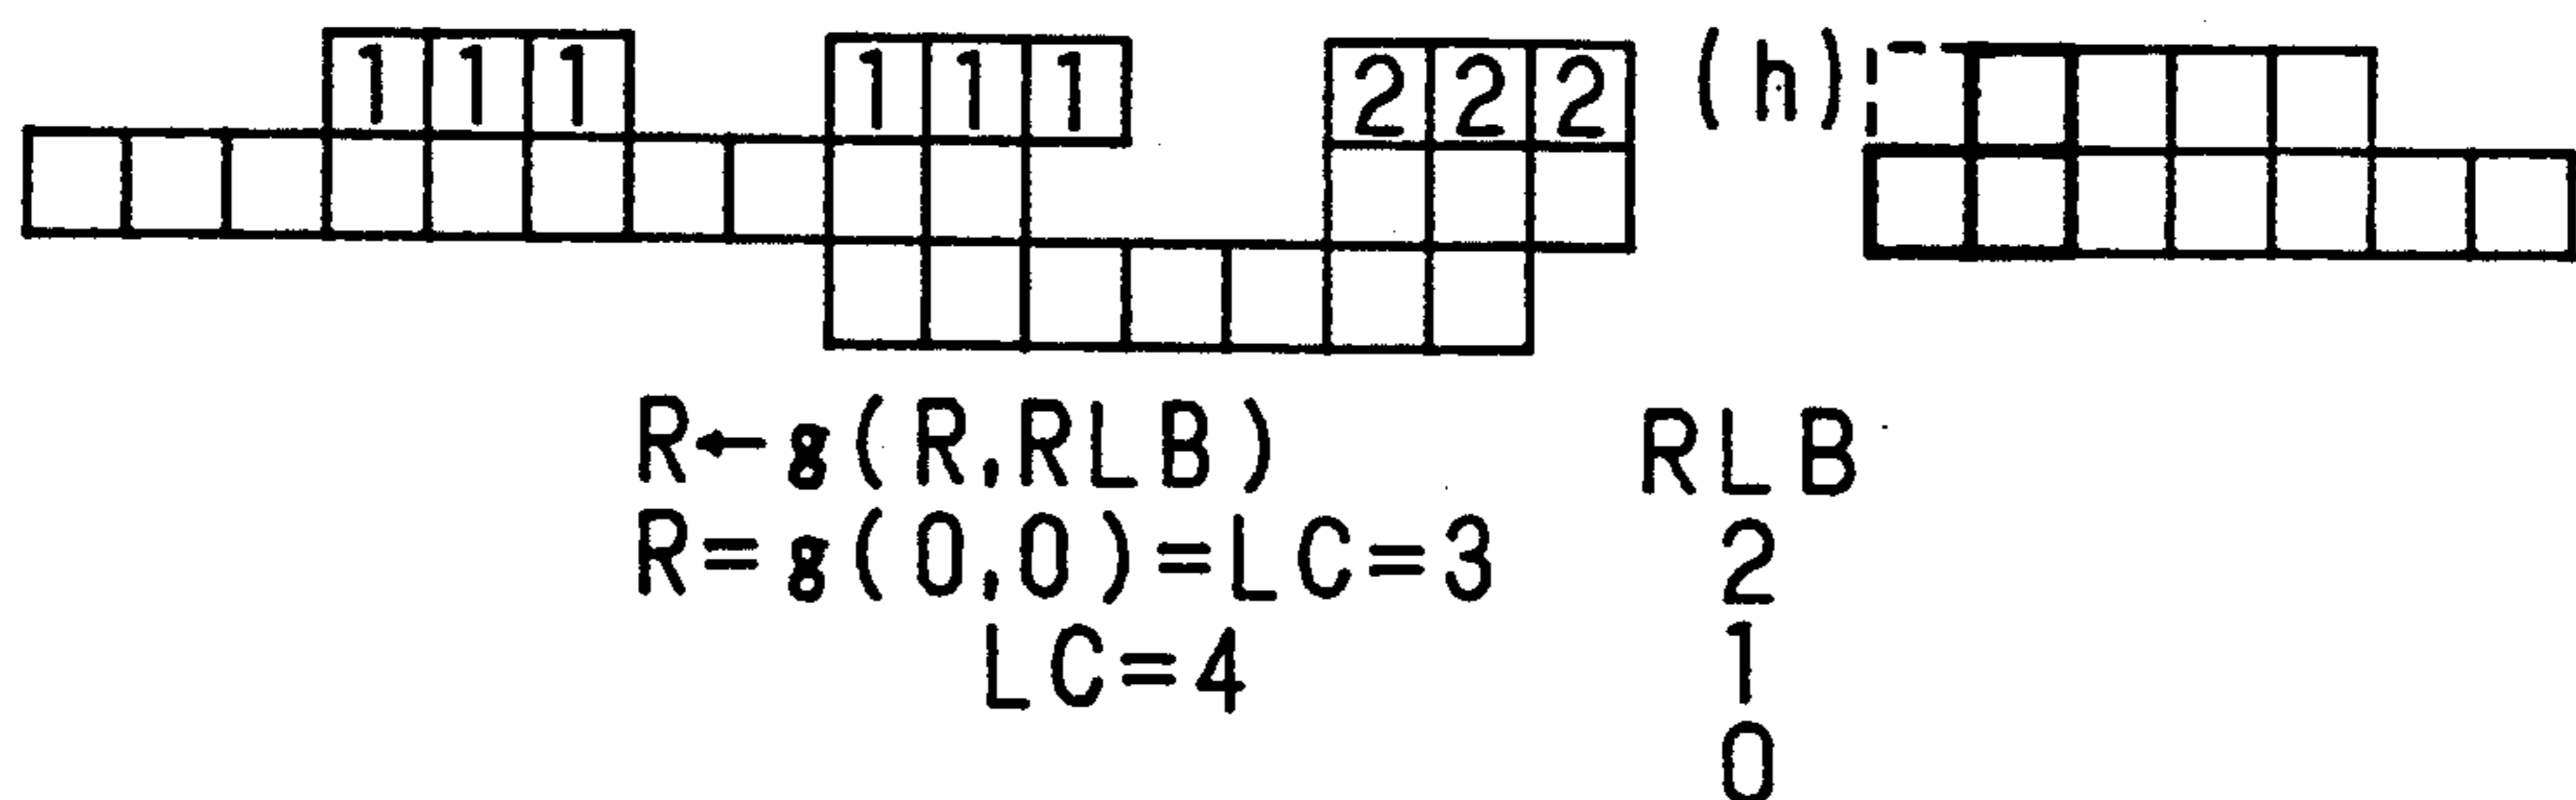 1 1 1 1 1 1 2 2 2 (h)
R←g(R,RLB) RLB
R=g(0,0)=LC=3 2
LC=4 1
0